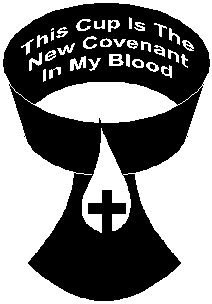 This Cup Is The
New Covenant
In My Blood